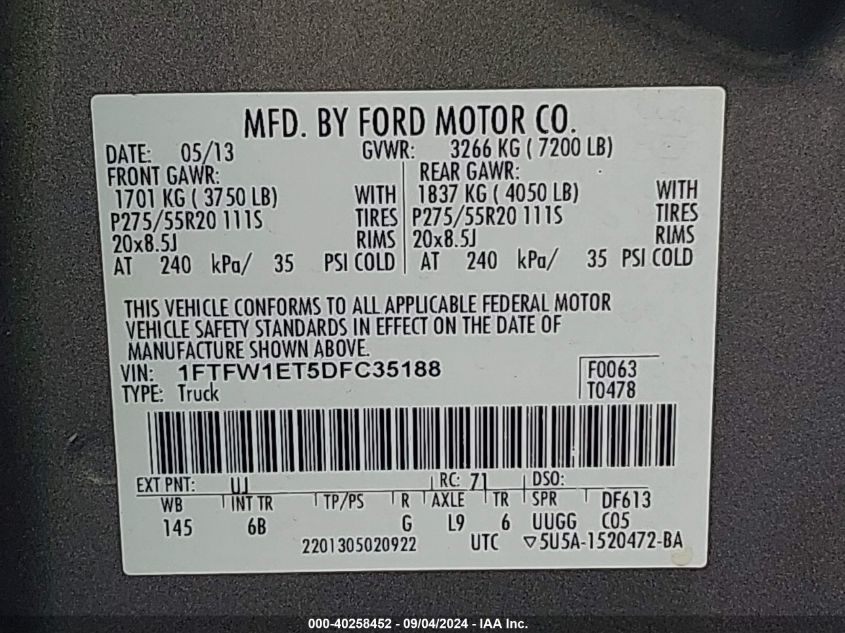 MFD. BY FORD MOTOR CO.
DATE: 05/13 GVWR: 3266 KG ( 7200 LB)
FRONT GAWR: REAR GAWR:
1701 KG ( 3750 LB) WITH 1837 KG ( 4050 LB) WITH
P275/55R20 111S TIRES P275/55R20 111S TIRES
20x8.5J RIMS 20x8.5J RIMS
AT 240 kPa/ 35 PSI COLD AT 240 kPa/ 35 PSI COLD
THIS VEHICLE CONFORMS TO ALL APPLICABLE FEDERAL MOTOR
VEHICLE SAFETY STANDARDS IN EFFECT ON THE DATE OF
MANUFACTURE SHOWN ABOVE.
VIN: 1FTFW1ET5DFC35188 F0063
TYPE: Truck T0478
EXT PNT: UJ RC: 71 DSO:
WB INT TR TP/PS R AXLE TR SPR DF613
145 6B G L9 6 UUGG C05
2201305020922 UTC ▽5U5A-1520472-BA
000-40258452 - 09/04/2024 - IAA Inc.